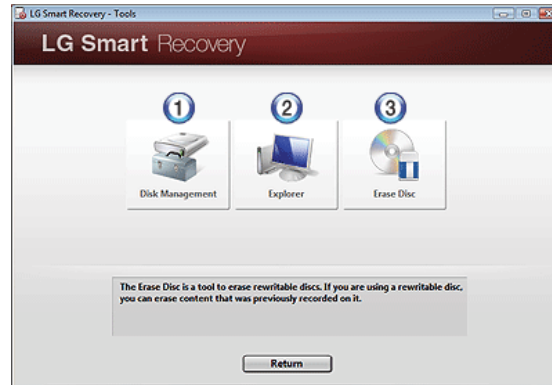 LG Smart Recovery - Tools
LG Smart Recovery
1 2 3
Disk Management Explorer Erase Disc
The Erase Disc is a tool to erase rewritable discs. If you are using a rewritable disc,
you can erase content that was previously recorded on it.
Return